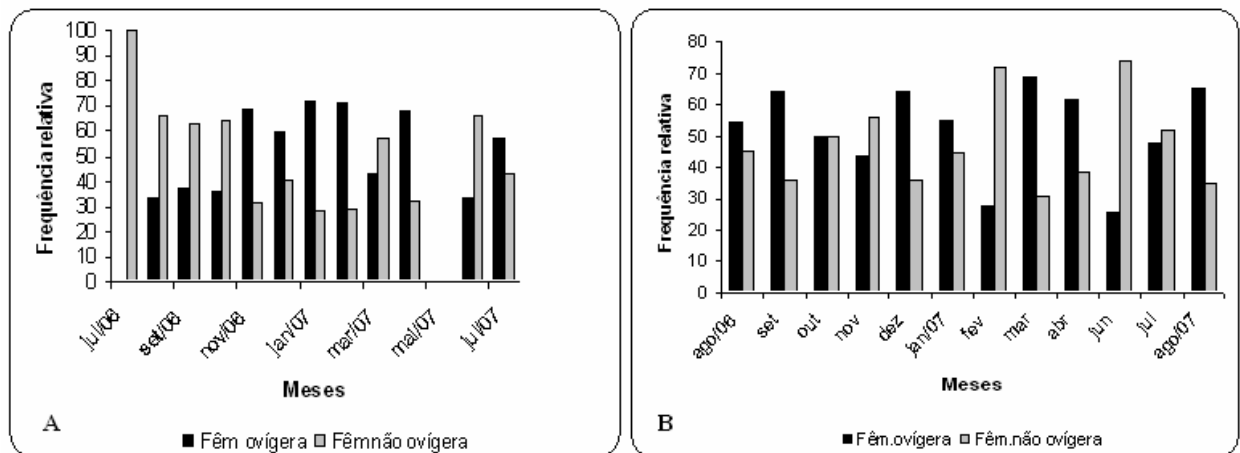 Frequência relativa
100
90
80
70
60
50
40
30
20
10
0
jul/06
set/06
nov/06
jan/07
mar/07
mai/07
jul/07
Meses
A
Fêm ovígera
Fêmnão ovígera
Frequência relativa
80
70
60
50
40
30
20
10
0
ago/06
set
out
nov
dez
jan/07
fev
mar
abr
jun
jul
ago/07
Meses
B
Fêm.ovígera
Fêm.não ovígera